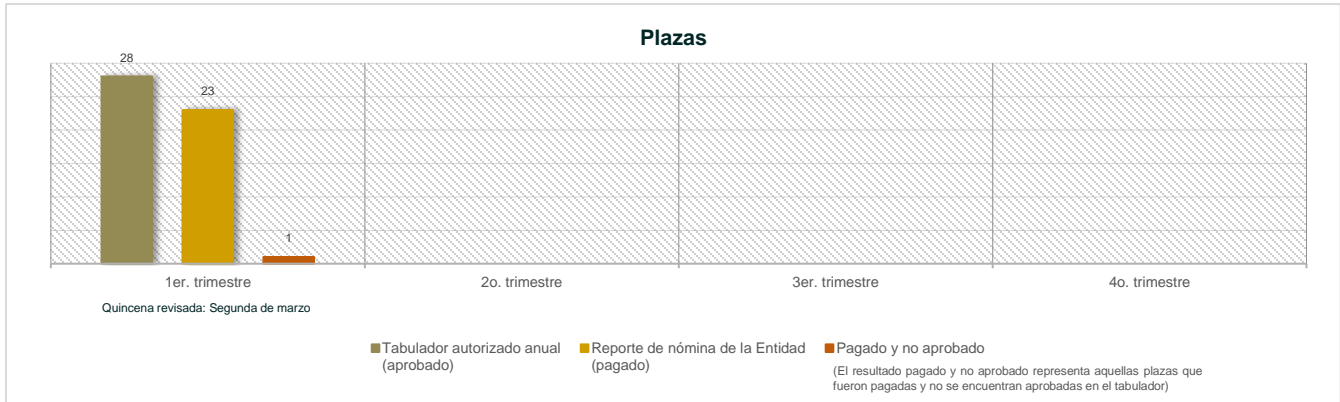 Plazas
28
23
1
1er. trimestre
2o. trimestre
3er. trimestre
4o. trimestre
Quincena revisada: Segunda de marzo
Tabulador autorizado anual
(aprobado)
Reporte de nómina de la Entidad
(pagado)
Pagado y no aprobado
(El resultado pagado y no aprobado representa aquellas plazas que
fueron pagadas y no se encuentran aprobadas en el tabulador)